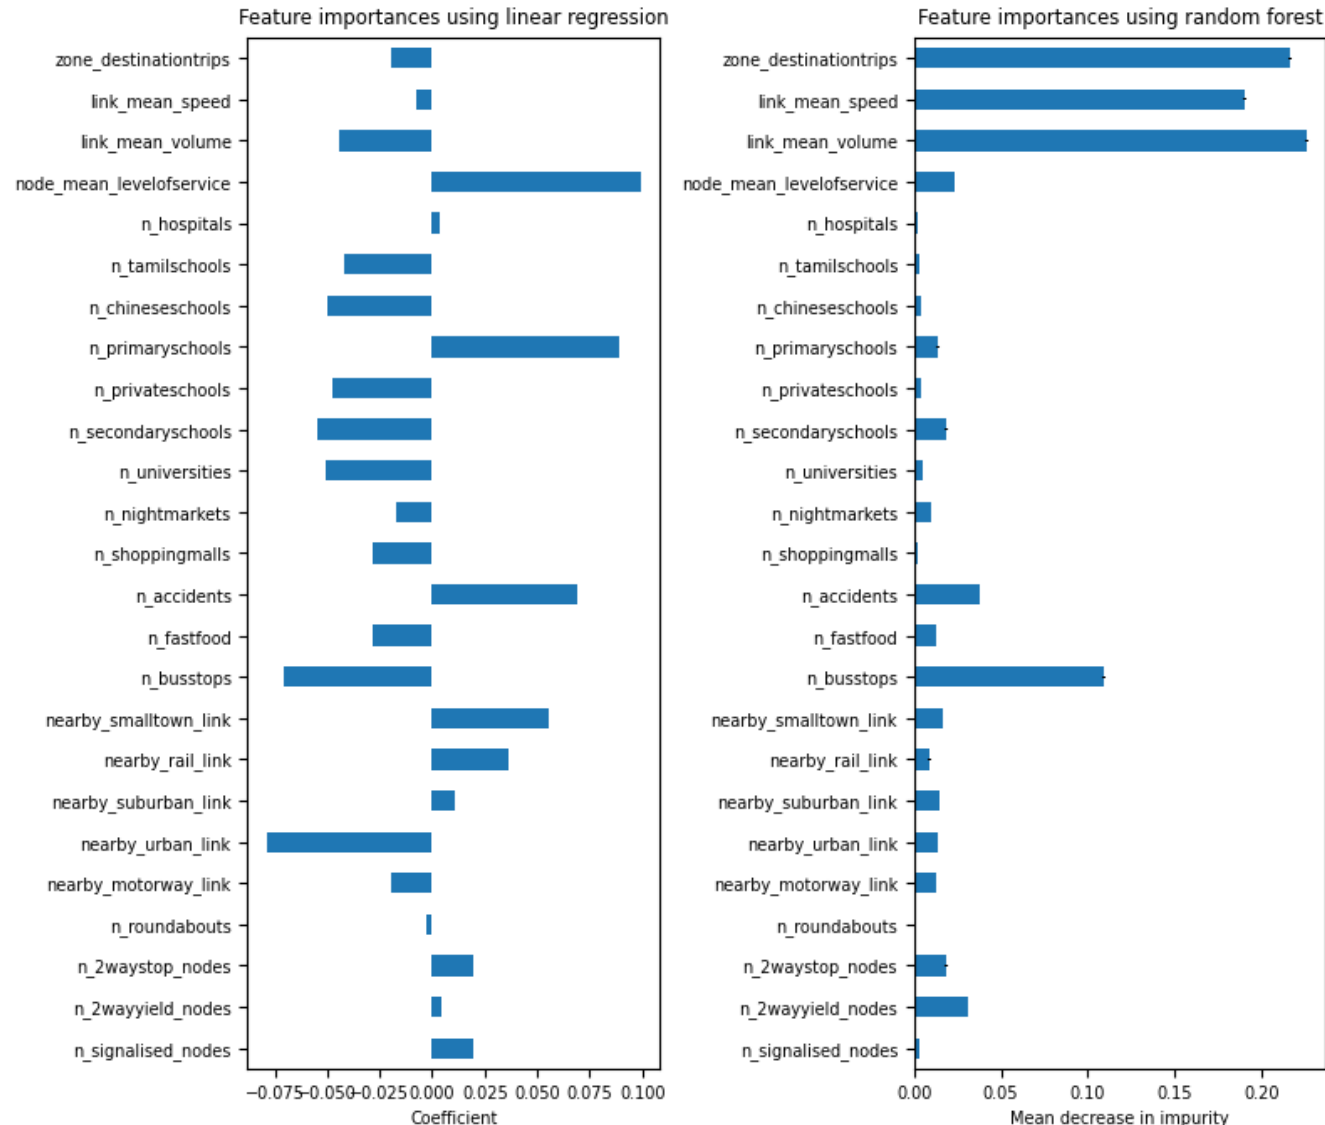 Feature importances using linear regression
zone_destinationtrips
link_mean_speed
link_mean_volume
node_mean_levelofservice
n_hospitals
n_tamilschools
n_chineseschools
n_primaryschools
n_privateschools
n_secondaryschools
n_universities
n_nightmarkets
n_shoppingmalls
n_accidents
n_fastfood
n_busstops
nearby_smalltown_link
nearby_rail_link
nearby_suburban_link
nearby_urban_link
nearby_motorway_link
n_roundabouts
n_2waystop_nodes
n_2wayyield_nodes
n_signalised_nodes
−0.075 −0.050 −0.025 0.000 0.025 0.050 0.075 0.100
Coefficient
Feature importances using random forest
zone_destinationtrips
link_mean_speed
link_mean_volume
node_mean_levelofservice
n_hospitals
n_tamilschools
n_chineseschools
n_primaryschools
n_privateschools
n_secondaryschools
n_universities
n_nightmarkets
n_shoppingmalls
n_accidents
n_fastfood
n_busstops
nearby_smalltown_link
nearby_rail_link
nearby_suburban_link
nearby_urban_link
nearby_motorway_link
n_roundabouts
n_2waystop_nodes
n_2wayyield_nodes
n_signalised_nodes
0.00 0.05 0.10 0.15 0.20
Mean decrease in impurity